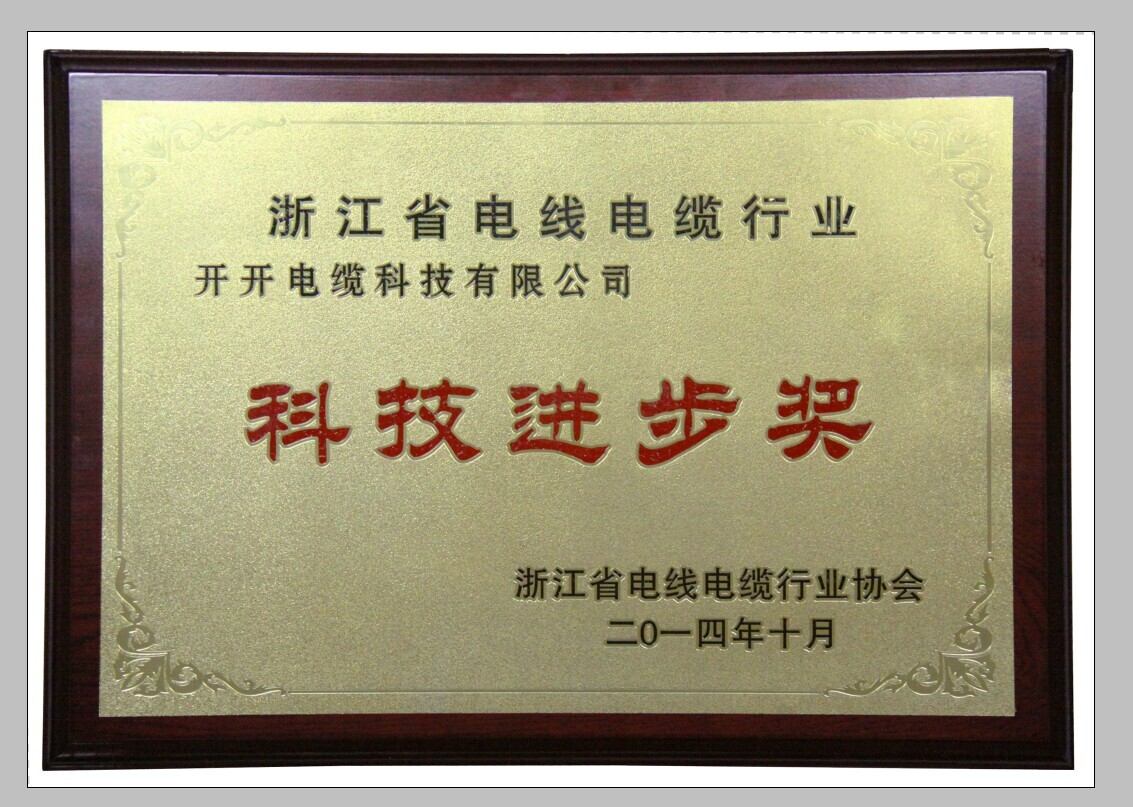 浙江省电线电缆行业
开开电缆科技有限公司
科技进步奖
浙江省电线电缆行业协会
二0一四年十月